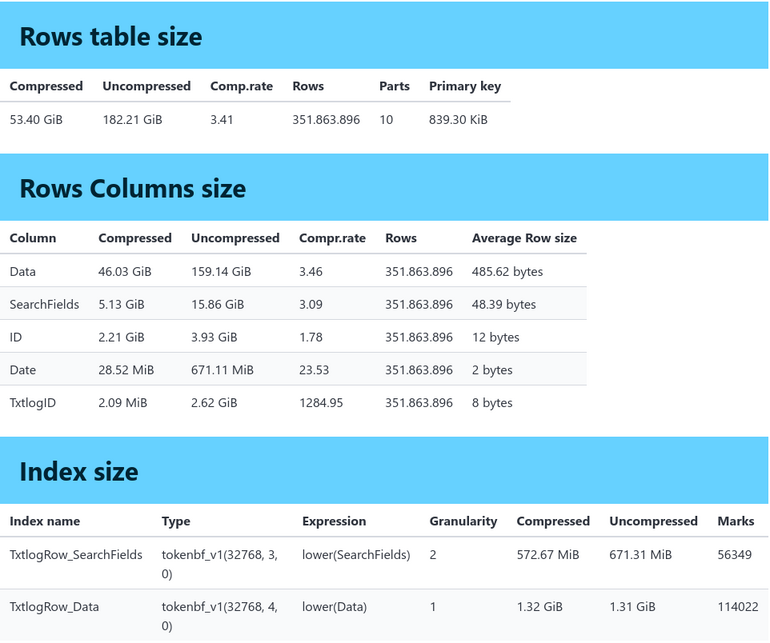 Rows table size
Compressed Uncompressed Comp.rate Rows Parts Primary key
53.40 GiB 182.21 GiB 3.41 351.863.896 10 839.30 KiB
Rows Columns size
Column Compressed Uncompressed Compr.rate Rows Average Row size
Data 46.03 GiB 159.14 GiB 3.46 351.863.896 485.62 bytes
SearchFields 5.13 GiB 15.86 GiB 3.09 351.863.896 48.39 bytes
ID 2.21 GiB 3.93 GiB 1.78 351.863.896 12 bytes
Date 28.52 MiB 671.11 MiB 23.53 351.863.896 2 bytes
TxtlogID 2.09 MiB 2.62 GiB 1284.95 351.863.896 8 bytes
Index size
Index name Type Expression Granularity Compressed Uncompressed Marks
TxtlogRow_SearchFields tokenbf_v1(32768, 3, lower(SearchFields) 2 572.67 MiB 671.31 MiB 56349
0)
TxtlogRow_Data tokenbf_v1(32768, 4, lower(Data) 1 1.32 GiB 1.31 GiB 114022
0)